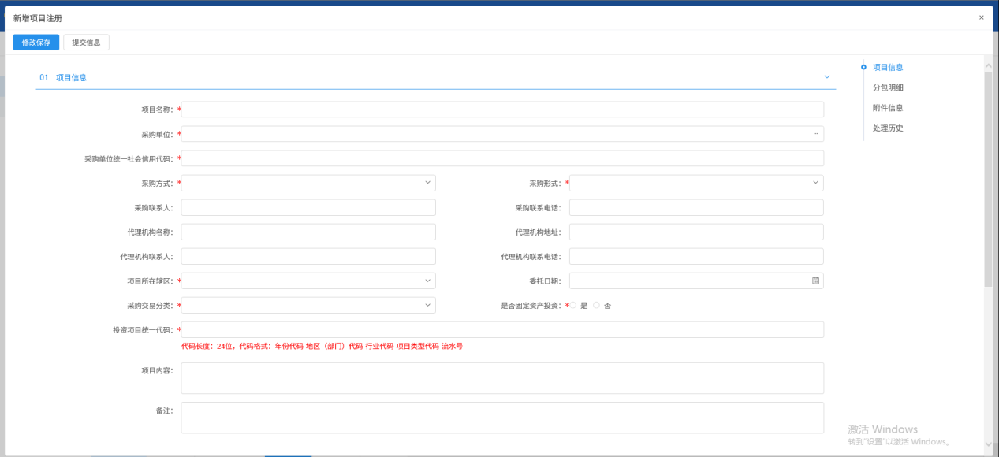 新增项目注册
×
修改保存 提交信息
01 项目信息
项目信息
分包明细
附件信息
处理历史
项目名称: *
采购单位: * ...
采购单位统一社会信用代码: *
采购方式: * 采购形式: *
采购联系人: 采购联系电话:
代理机构名称: 代理机构地址:
代理机构联系人: 代理机构联系电话:
项目所在辖区: * 委托日期:
采购交易分类: * 是否固定资产投资: * 是 否
投资项目统一代码: *
代码长度：24位，代码格式：年份代码-地区（部门）代码-行业代码-项目类型代码-流水号
项目内容:
备注:
激活 Windows
转到"设置"以激活 Windows。